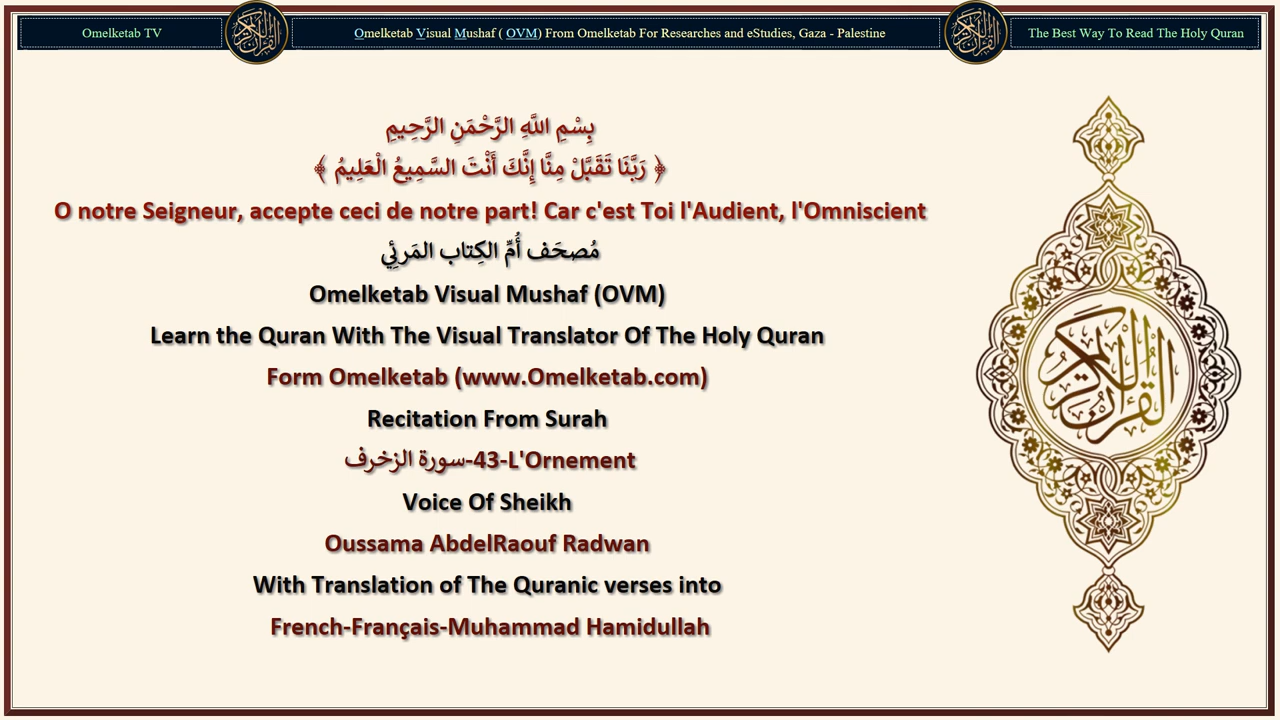 Omelketab TV
Omelketab Visual Mushaf ( OVM) From Omelketab For Researches and eStudies, Gaza - Palestine
The Best Way To Read The Holy Quran
بِسْمِ اللَّهِ الرَّحْمَنِ الرَّحِيمِ
﴿ رَبَّنَا تَقَبَّلْ مِنَّا إِنَّكَ أَنْتَ السَّمِيعُ الْعَلِيمُ ﴾
O notre Seigneur, accepte ceci de notre part! Car c'est Toi l'Audient, l'Omniscient
مُصحَف أُمِّ الكِتاب المَرئِي
Omelketab Visual Mushaf (OVM)
Learn the Quran With The Visual Translator Of The Holy Quran
Form Omelketab (www.Omelketab.com)
Recitation From Surah
سورة الزخرف-43-L'Ornement
Voice Of Sheikh
Oussama AbdelRaouf Radwan
With Translation of The Quranic verses into
French-Français-Muhammad Hamidullah
القرآن الكريم